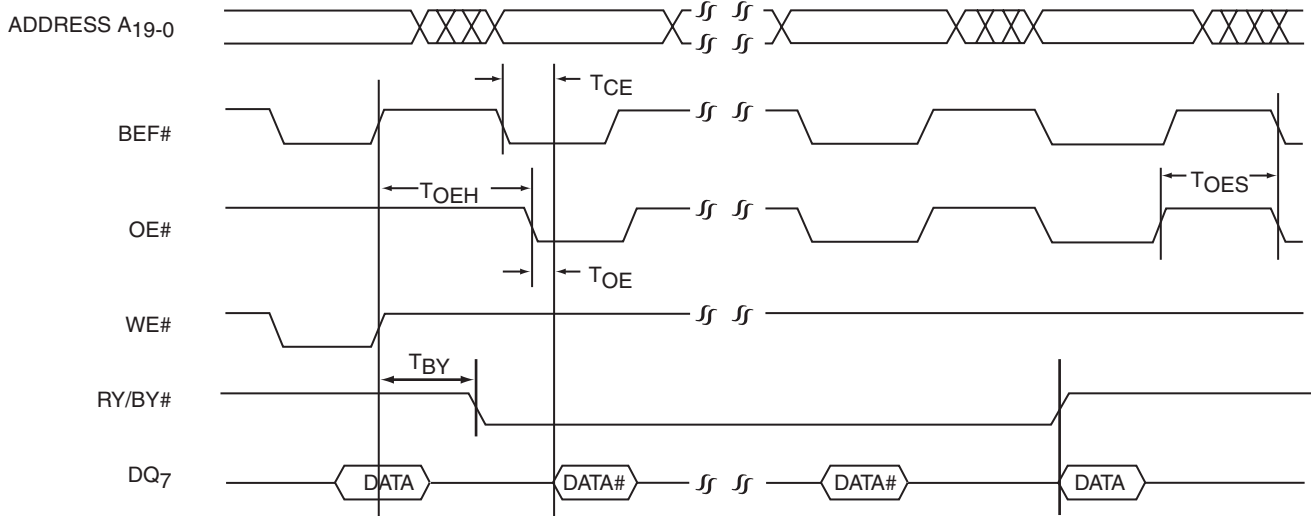 ADDRESS A19-0
TCE
BEF#
TOEH
TOES
OE#
TOE
WE#
TBY
RY/BY#
DQ7
DATA
DATA#
DATA#
DATA